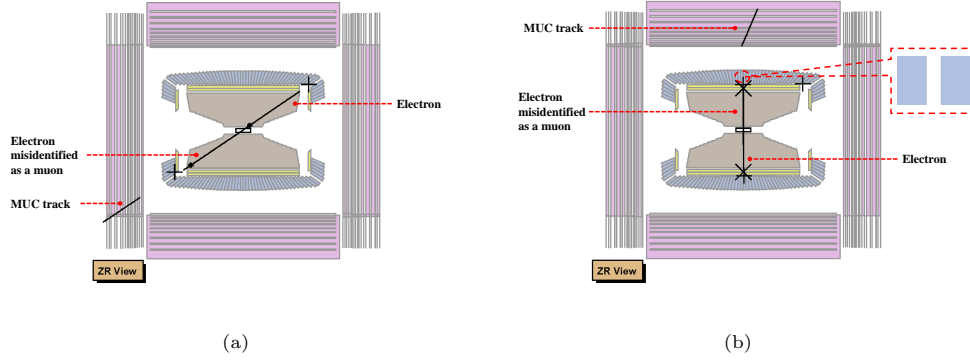 Electron
Electron
misidentified
as a muon
MUC track
ZR View
(a)
MUC track
Electron
misidentified
as a muon
Electron
ZR View
(b)